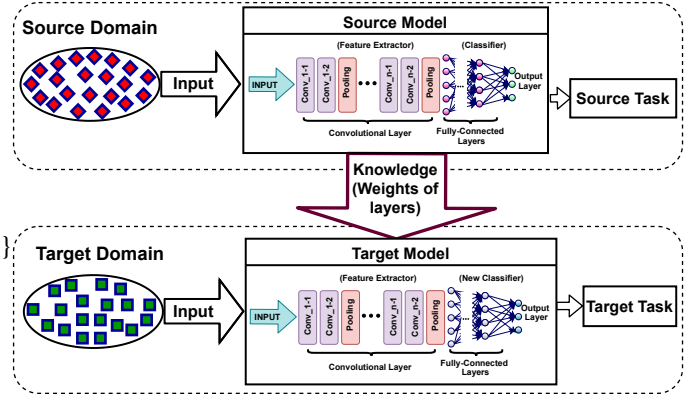 Source Domain
Input
Source Model
(Feature Extractor)
(Classifier)
INPUT
Conv_1-1
Conv_1-2
Pooling
Conv_n-1
Conv_n-2
Pooling
...
Output
Layer
Convolutional Layer
Fully-Connected
Layers
Source Task
Knowledge
(Weights of
layers)
}
Target Domain
Input
Target Model
(Feature Extractor)
(New Classifier)
INPUT
Conv_1-1
Conv_1-2
Pooling
Conv_n-1
Conv_n-2
Pooling
...
Output
Layer
Convolutional Layer
Fully-Connected
Layers
Target Task